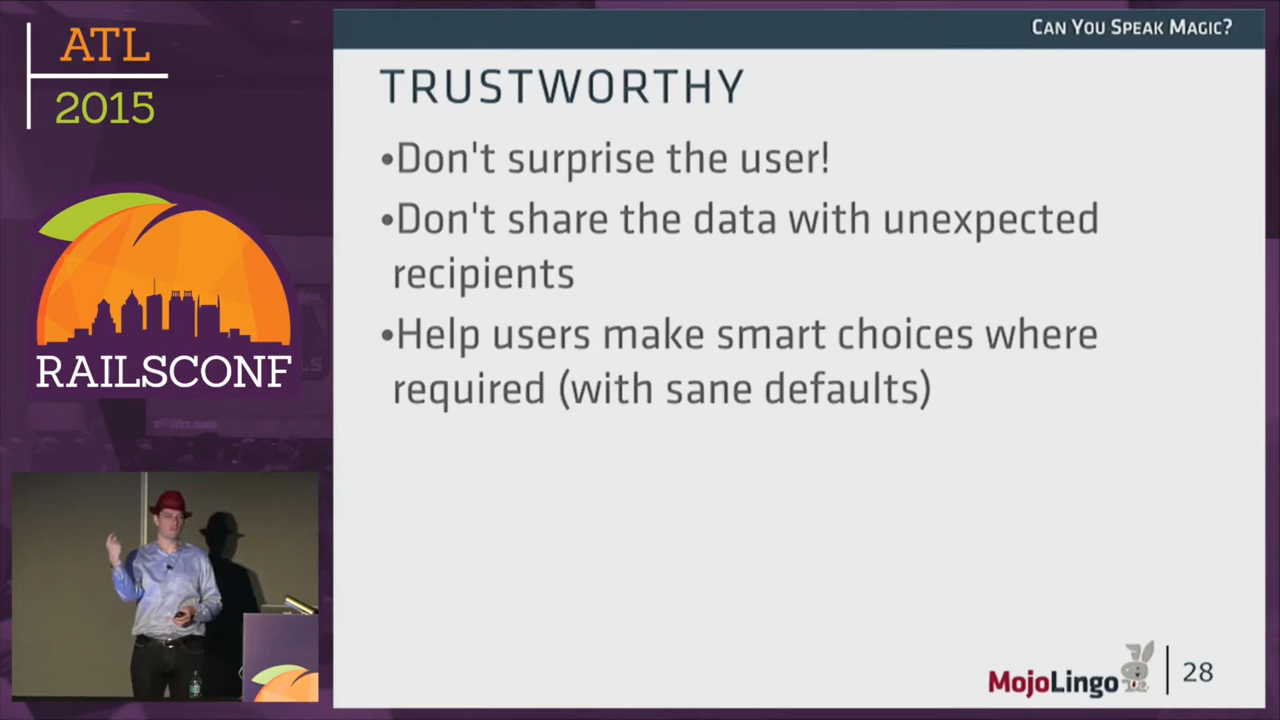 ATL
2015
RAILSCONF
CAN YOU SPEAK MAGIC?
TRUSTWORTHY
•Don't surprise the user!
•Don't share the data with unexpected
recipients
•Help users make smart choices where
required (with sane defaults)
MojoLingo
28